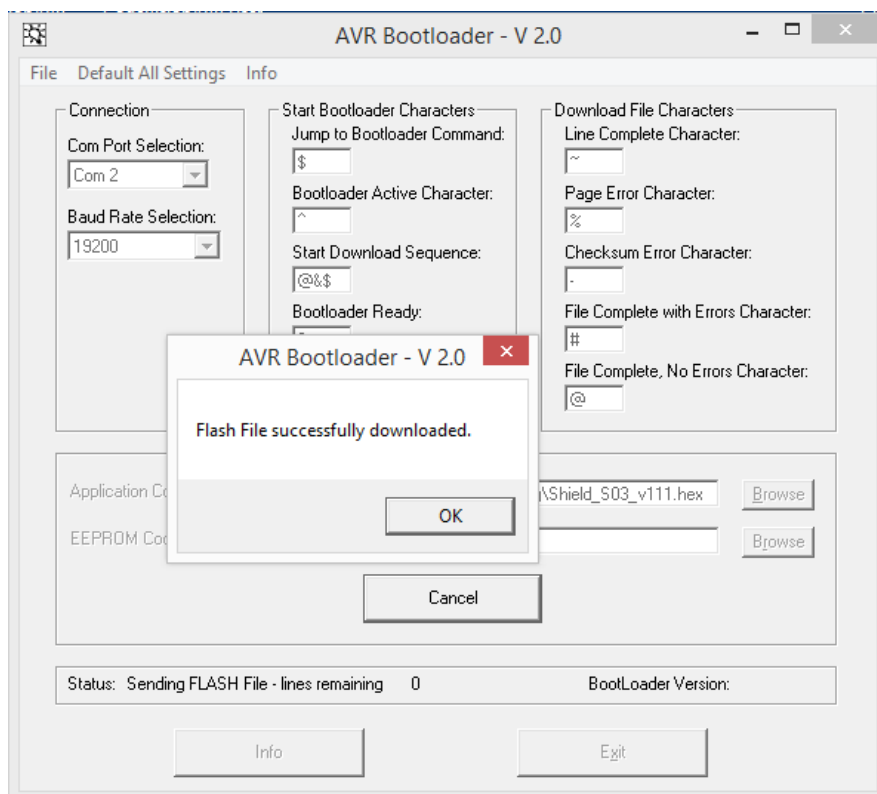 AVR Bootloader - V 2.0
File Default All Settings Info
Connection
Com Port Selection:
Com 2
Baud Rate Selection:
19200
Start Bootloader Characters
Jump to Bootloader Command:
$
Bootloader Active Character:
^
Start Download Sequence:
@&$
Bootloader Ready:
Download File Characters
Line Complete Character:
~
Page Error Character:
%
Checksum Error Character:
-
File Complete with Errors Character:
#
File Complete, No Errors Character:
@
AVR Bootloader - V 2.0
Flash File successfully downloaded.
OK
Application
\Shield_S03_v111.hex Browse
EEPROM
Browse
Cancel
Status: Sending FLASH File - lines remaining 0 BootLoader Version:
Info Exit